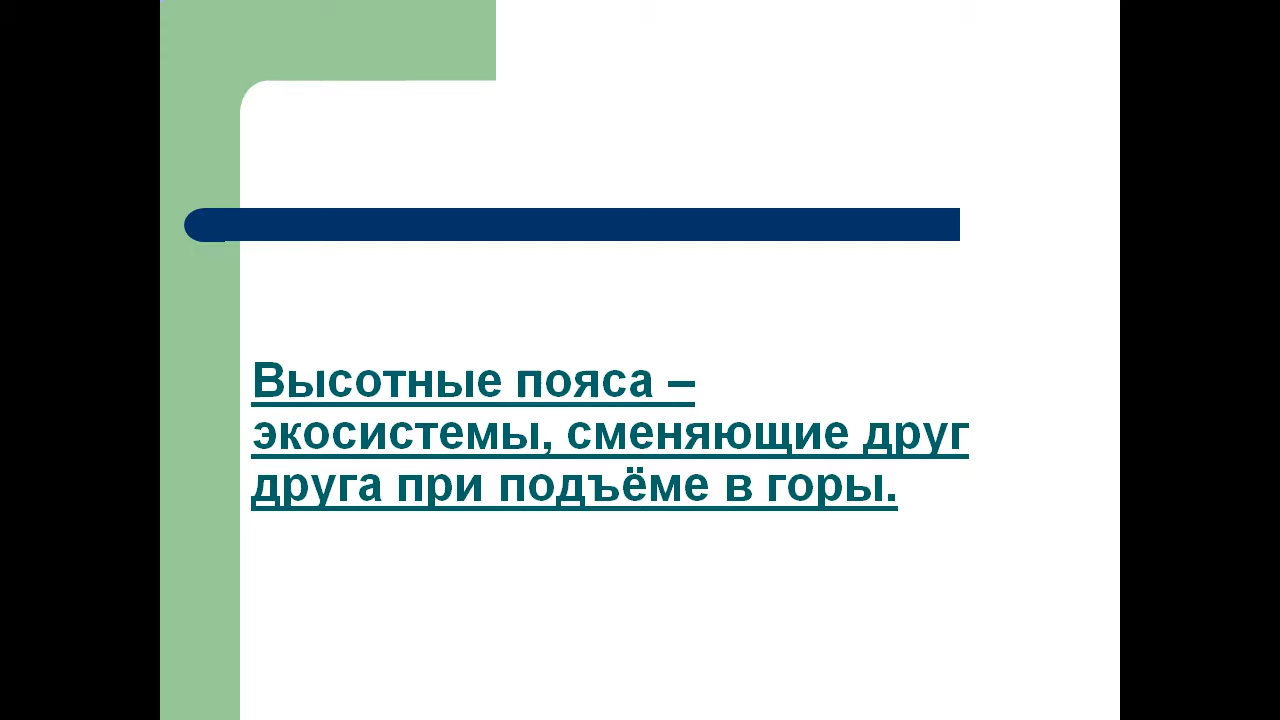 Высотные пояса –
экосистемы, сменяющие друг
друга при подъёме в горы.